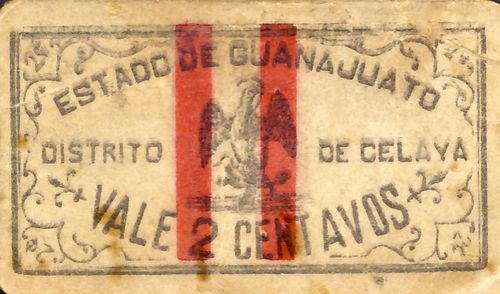 ESTADO DE GUANAJUATO
DISTRITO DE CELAYA
VALE 2 CENTAVOS